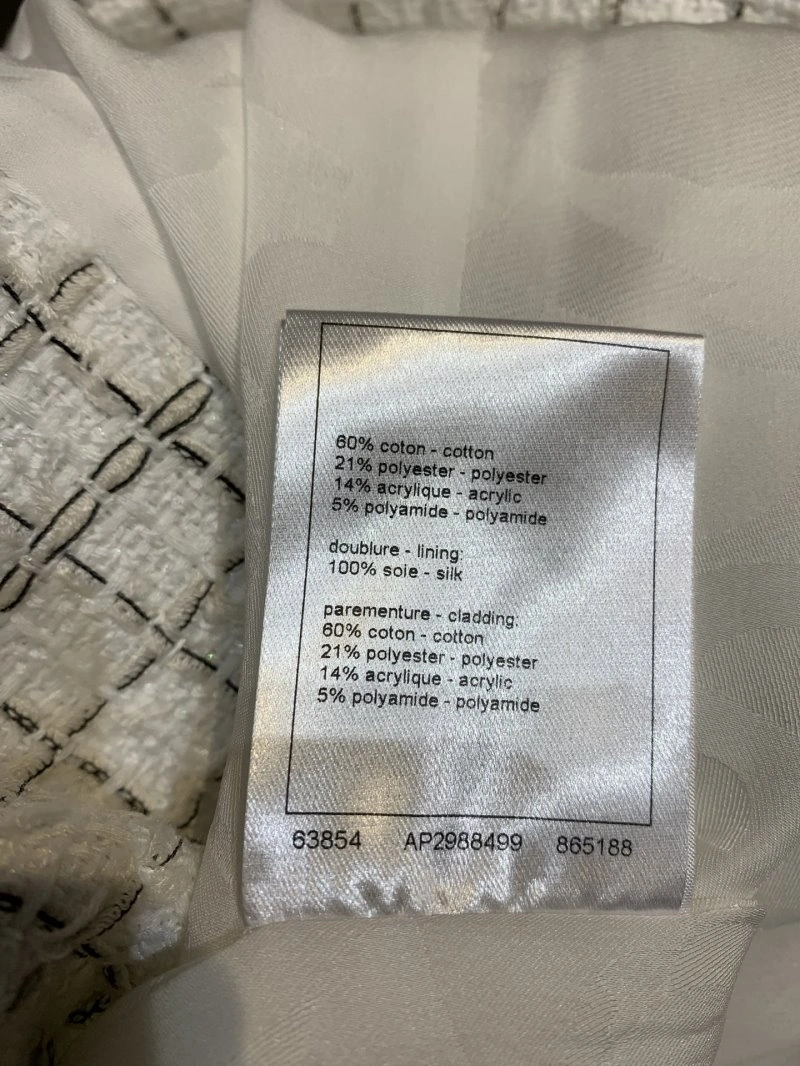 60% coton - cotton
21% polyester - polyester
14% acrylique - acrylic
5% polyamide - polyamide
doublure - lining:
100% soie - silk
parementure - cladding:
60% coton - cotton
21% polyester - polyester
14% acrylique - acrylic
5% polyamide - polyamide
63854 AP2988499 865188